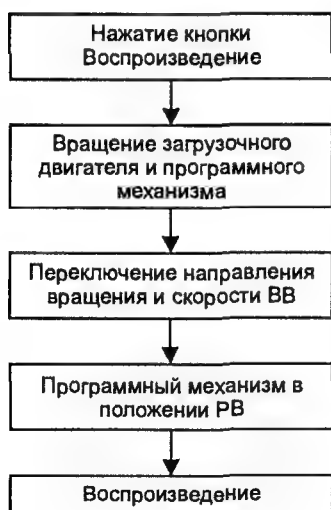 Нажатие кнопки
Воспроизведение
Вращение загрузочного
двигателя и программного
механизма
Переключение направления
вращения и скорости ВВ
Программный механизм в
положении РВ
Воспроизведение